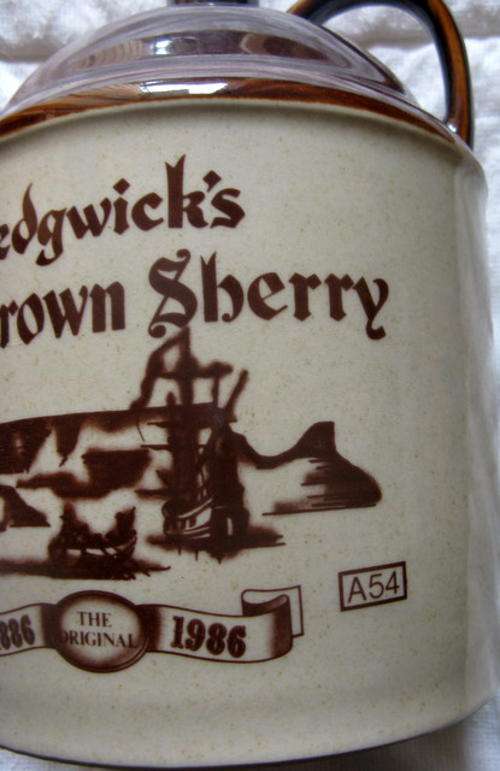 edgwick's
rown Sherry
A54
886 THE ORIGINAL 1986